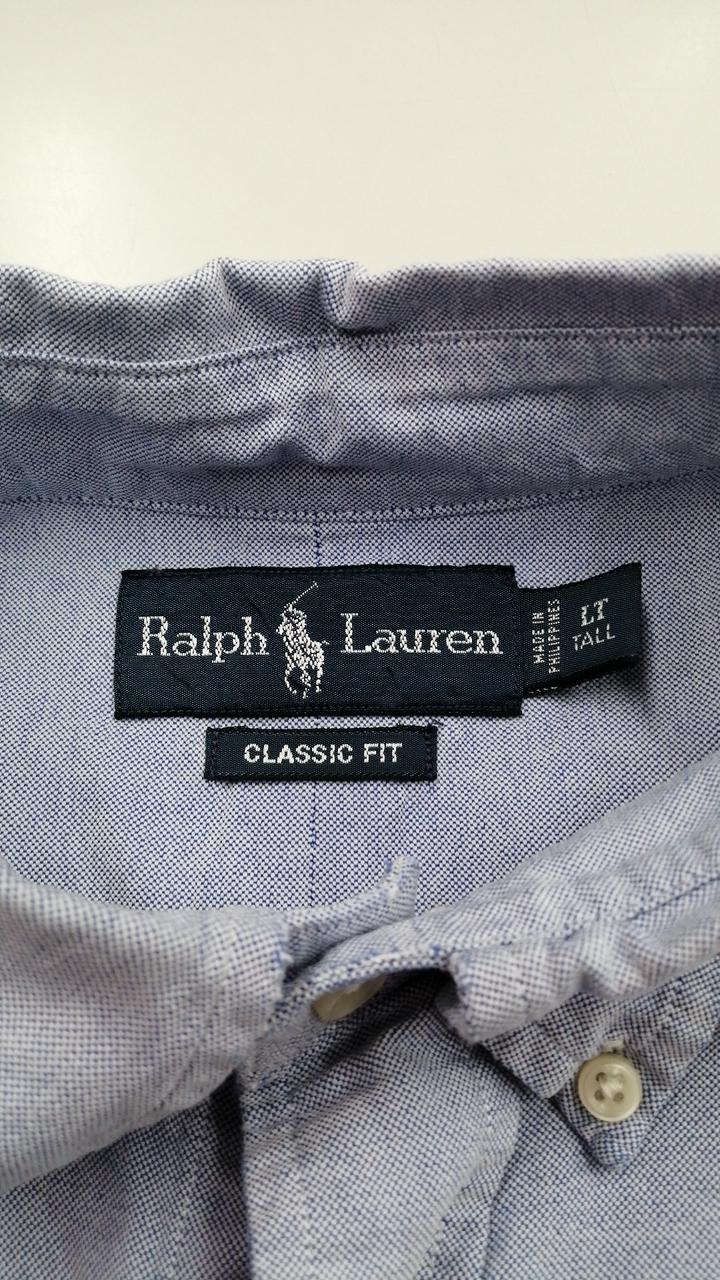 Ralph Lauren
MADE IN
PHILIPPINES
LT
TALL
CLASSIC FIT